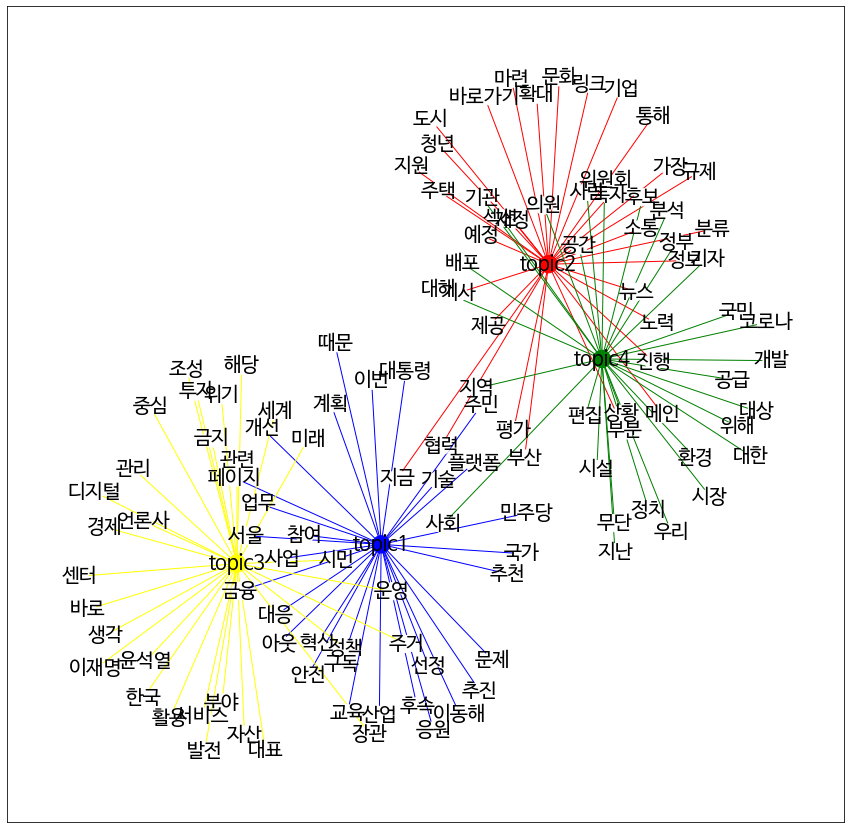 마련
문화
링크
기업
바로가기
확대
도시
통해
청년
지원
가장
규제
위원회
주택
기관
의원
후보
분석
예정
소통
분류
공간
정부
정보
기자
배포
topic2
대해
뉴스
제공
노력
국민
코로나
때문
topic4
진행
개발
해당
조성
이번
대통령
공급
투자
위기
지역
중심
세계
계획
주민
편집
상황
메인
대상
개선
평가
부분
위해
금지
미래
협력
관련
부산
대한
환경
관리
페이지
지금
기술
플랫폼
시설
디지털
업무
시장
정치
언론사
경제
사회
민주당
무단
우리
서울
참여
topic1
국가
지난
topic3
사업
시민
센터
추천
금융
운영
바로
대응
생각
아웃
혁신
정책
주거
이재명
윤석열
안전
구독
선정
문제
한국
분야
추진
활용
서비스
교육
산업
후속
이동해
자산
장관
응원
발전
대표